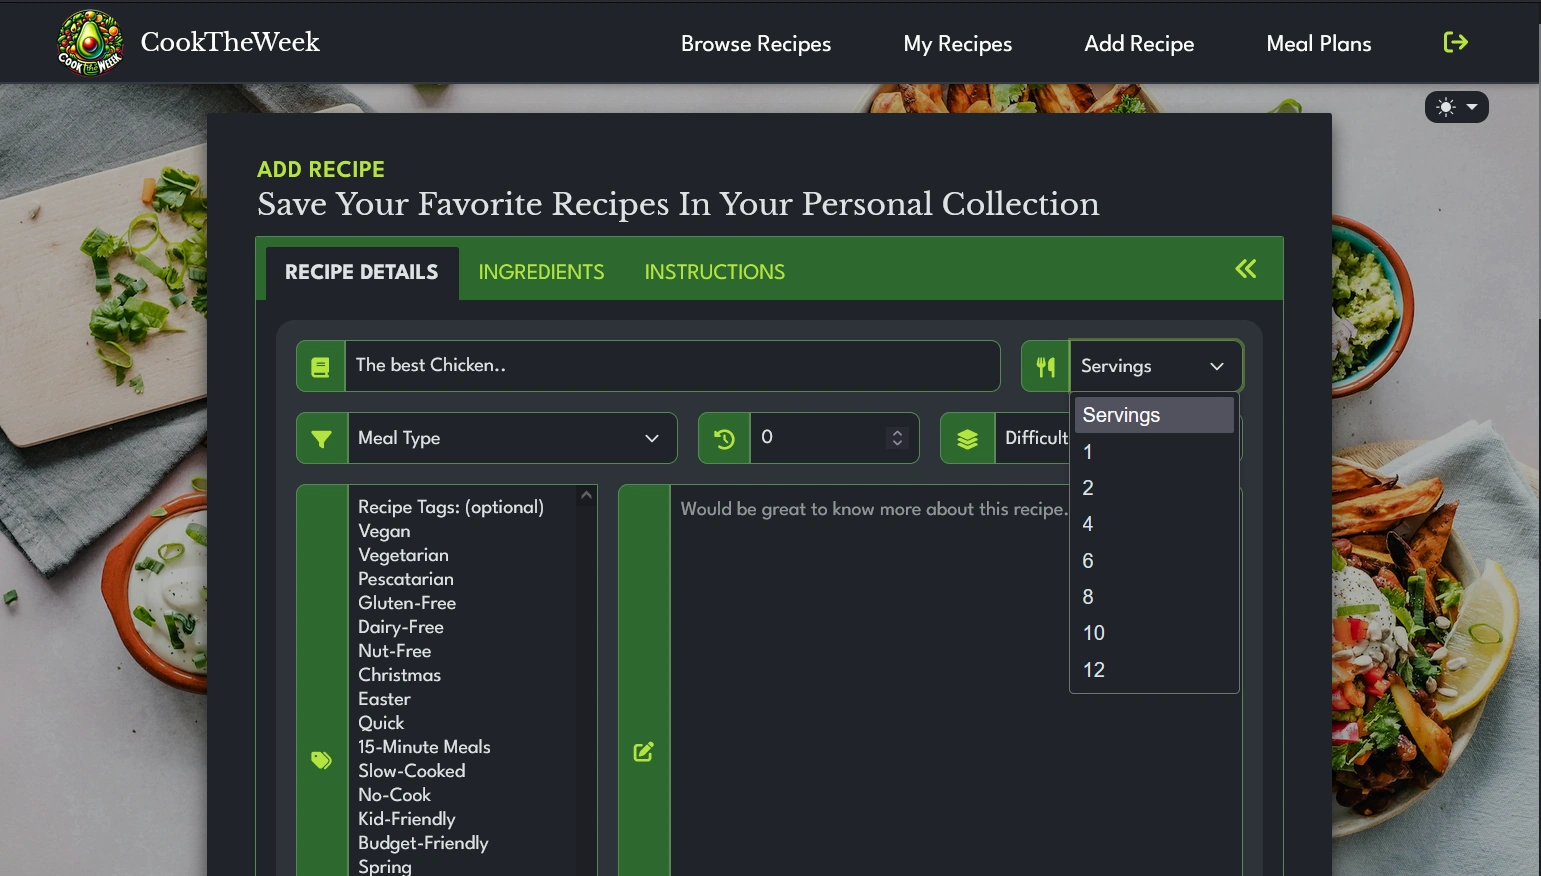 COOK the WEEK
CookTheWeek
Browse Recipes
My Recipes
Add Recipe
Meal Plans
ADD RECIPE
Save Your Favorite Recipes In Your Personal Collection
RECIPE DETAILS
INGREDIENTS
INSTRUCTIONS
The best Chicken..
Servings
Meal Type
0
Difficult
Servings
1
2
4
6
8
10
12
Recipe Tags: (optional)
Vegan
Vegetarian
Pescatarian
Gluten-Free
Dairy-Free
Nut-Free
Christmas
Easter
Quick
15-Minute Meals
Slow-Cooked
No-Cook
Kid-Friendly
Budget-Friendly
Spring
Would be great to know more about this recipe.